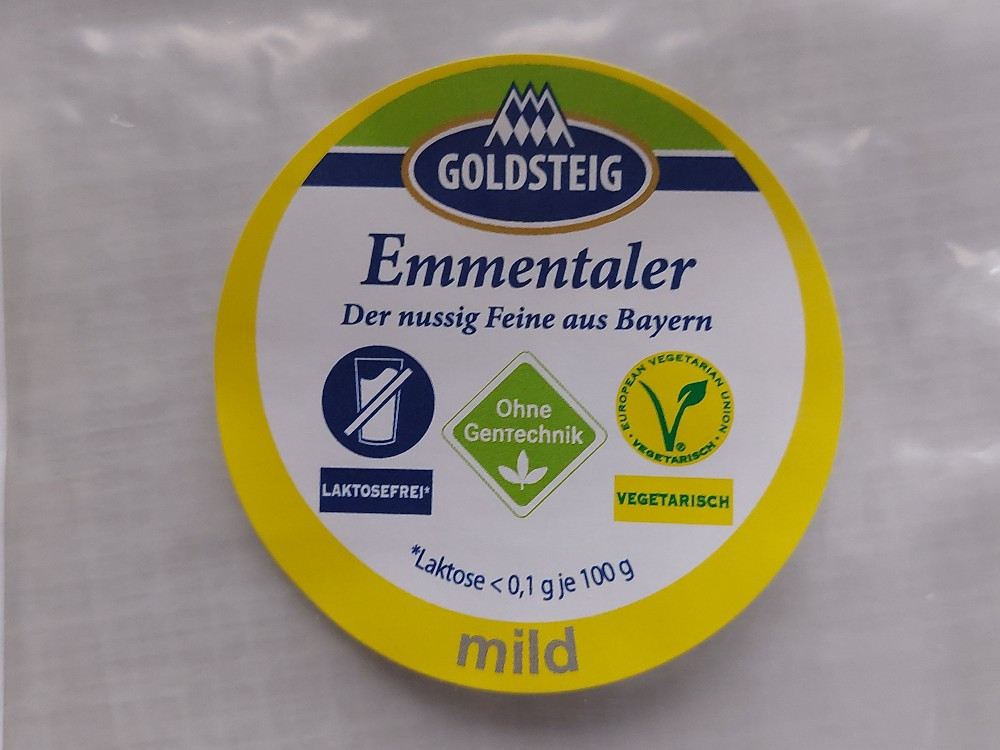 GOLDSTEIG
Emmentaler
Der nussig Feine aus Bayern
Ohne
GenTechnik
EUROPEAN VEGETARIAN UNION
• VEGETARISCH •
®
LAKTOSEFREI*
VEGETARISCH
*Laktose < 0,1 g je 100 g
mild